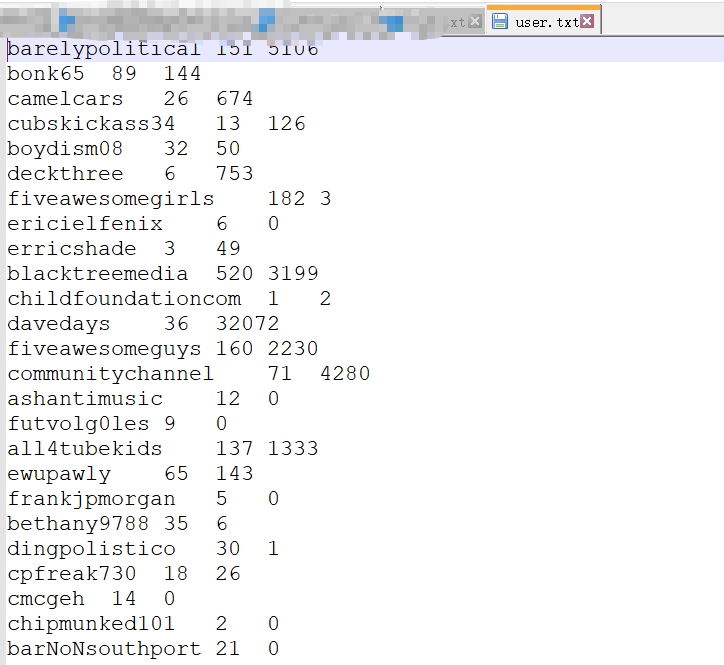 xt user.txt
barelypolitical 151 5106
bonk65 89 144
camelcars 26 674
cubskickass34 13 126
boydism08 32 50
deckthree 6 753
fiveawesomegirls 182 3
ericielfenix 6 0
erricshade 3 49
blacktreemedia 520 3199
childfoundationcom 1 2
davedays 36 32072
fiveawesomeguys 160 2230
communitychannel 71 4280
ashantimusic 12 0
futvolg0les 9 0
all4tubekids 137 1333
ewupawly 65 143
frankjpmorgan 5 0
bethany9788 35 6
dingpolistico 30 1
cpfreak730 18 26
cmcgeh 14 0
chipmunked101 2 0
barNoNsouthport 21 0